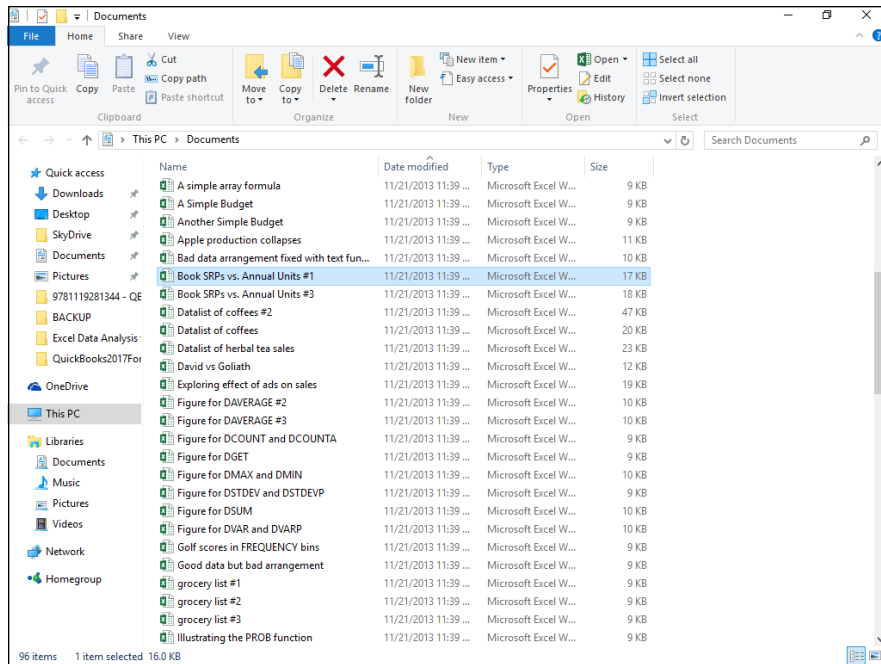 Documents
File Home Share View
Pin to Quick access
Copy
Paste
Cut
Copy path
Paste shortcut
Clipboard
Move to
Copy to
Delete
Rename
Organize
New folder
New item
Easy access
New
Properties
Open
Edit
History
Open
Select all
Select none
Invert selection
Select
This PC > Documents
Search Documents
Quick access
Downloads
Desktop
SkyDrive
Documents
Pictures
9781119281344 - QB
BACKUP
Excel Data Analysis
QuickBooks2017For
OneDrive
This PC
Libraries
Documents
Music
Pictures
Videos
Network
Homegroup
Name Date modified Type Size
A simple array formula 11/21/2013 11:39 ... Microsoft Excel W... 9 KB
A Simple Budget 11/21/2013 11:39 ... Microsoft Excel W... 9 KB
Another Simple Budget 11/21/2013 11:39 ... Microsoft Excel W... 9 KB
Apple production collapses 11/21/2013 11:39 ... Microsoft Excel W... 11 KB
Bad data arrangement fixed with text fun... 11/21/2013 11:39 ... Microsoft Excel W... 10 KB
Book SRPs vs. Annual Units #1 11/21/2013 11:39 ... Microsoft Excel W... 17 KB
Book SRPs vs. Annual Units #3 11/21/2013 11:39 ... Microsoft Excel W... 18 KB
Datalist of coffees #2 11/21/2013 11:39 ... Microsoft Excel W... 47 KB
Datalist of coffees 11/21/2013 11:39 ... Microsoft Excel W... 20 KB
Datalist of herbal tea sales 11/21/2013 11:39 ... Microsoft Excel W... 23 KB
David vs Goliath 11/21/2013 11:39 ... Microsoft Excel W... 12 KB
Exploring effect of ads on sales 11/21/2013 11:39 ... Microsoft Excel W... 19 KB
Figure for DAVERAGE #2 11/21/2013 11:39 ... Microsoft Excel W... 10 KB
Figure for DAVERAGE #3 11/21/2013 11:39 ... Microsoft Excel W... 10 KB
Figure for DCOUNT and DCOUNTA 11/21/2013 11:39 ... Microsoft Excel W... 9 KB
Figure for DGET 11/21/2013 11:39 ... Microsoft Excel W... 9 KB
Figure for DMAX and DMIN 11/21/2013 11:39 ... Microsoft Excel W... 10 KB
Figure for DSTDEV and DSTDEVP 11/21/2013 11:39 ... Microsoft Excel W... 9 KB
Figure for DSUM 11/21/2013 11:39 ... Microsoft Excel W... 10 KB
Figure for DVAR and DVARP 11/21/2013 11:39 ... Microsoft Excel W... 10 KB
Golf scores in FREQUENCY bins 11/21/2013 11:39 ... Microsoft Excel W... 9 KB
Good data but bad arrangement 11/21/2013 11:39 ... Microsoft Excel W... 9 KB
grocery list #1 11/21/2013 11:39 ... Microsoft Excel W... 9 KB
grocery list #2 11/21/2013 11:39 ... Microsoft Excel W... 9 KB
grocery list #3 11/21/2013 11:39 ... Microsoft Excel W... 9 KB
Illustrating the PROB function 11/21/2013 11:39 ... Microsoft Excel W... 9 KB
96 items 1 item selected 16.0 KB